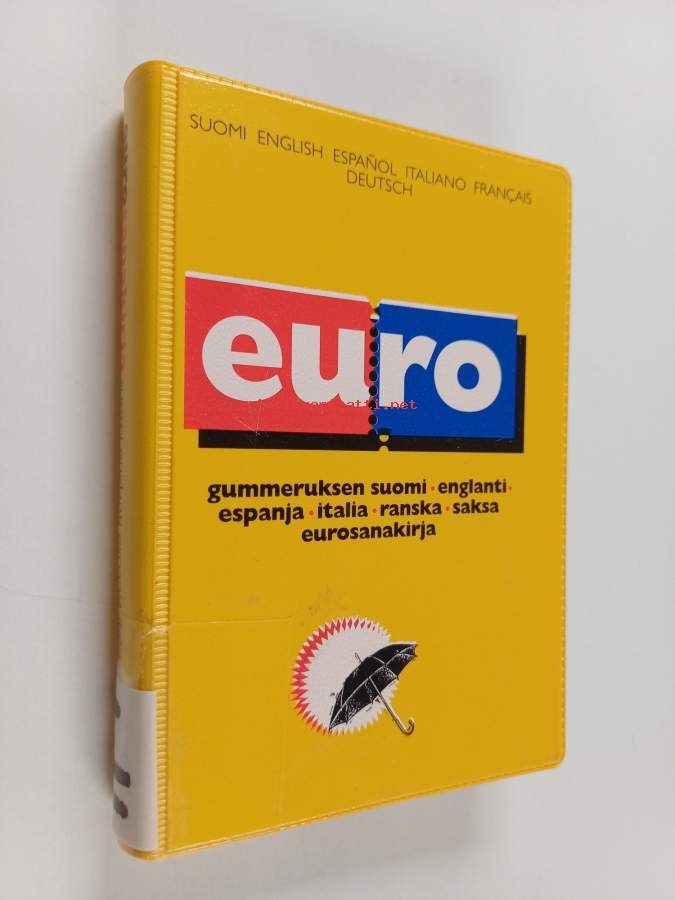 SUOMI ENGLISH ESPAÑOL ITALIANO FRANÇAIS
DEUTSCH
euro
gummeruksen suomi · englanti ·
espanja · italia · ranska · saksa
eurosanakirja